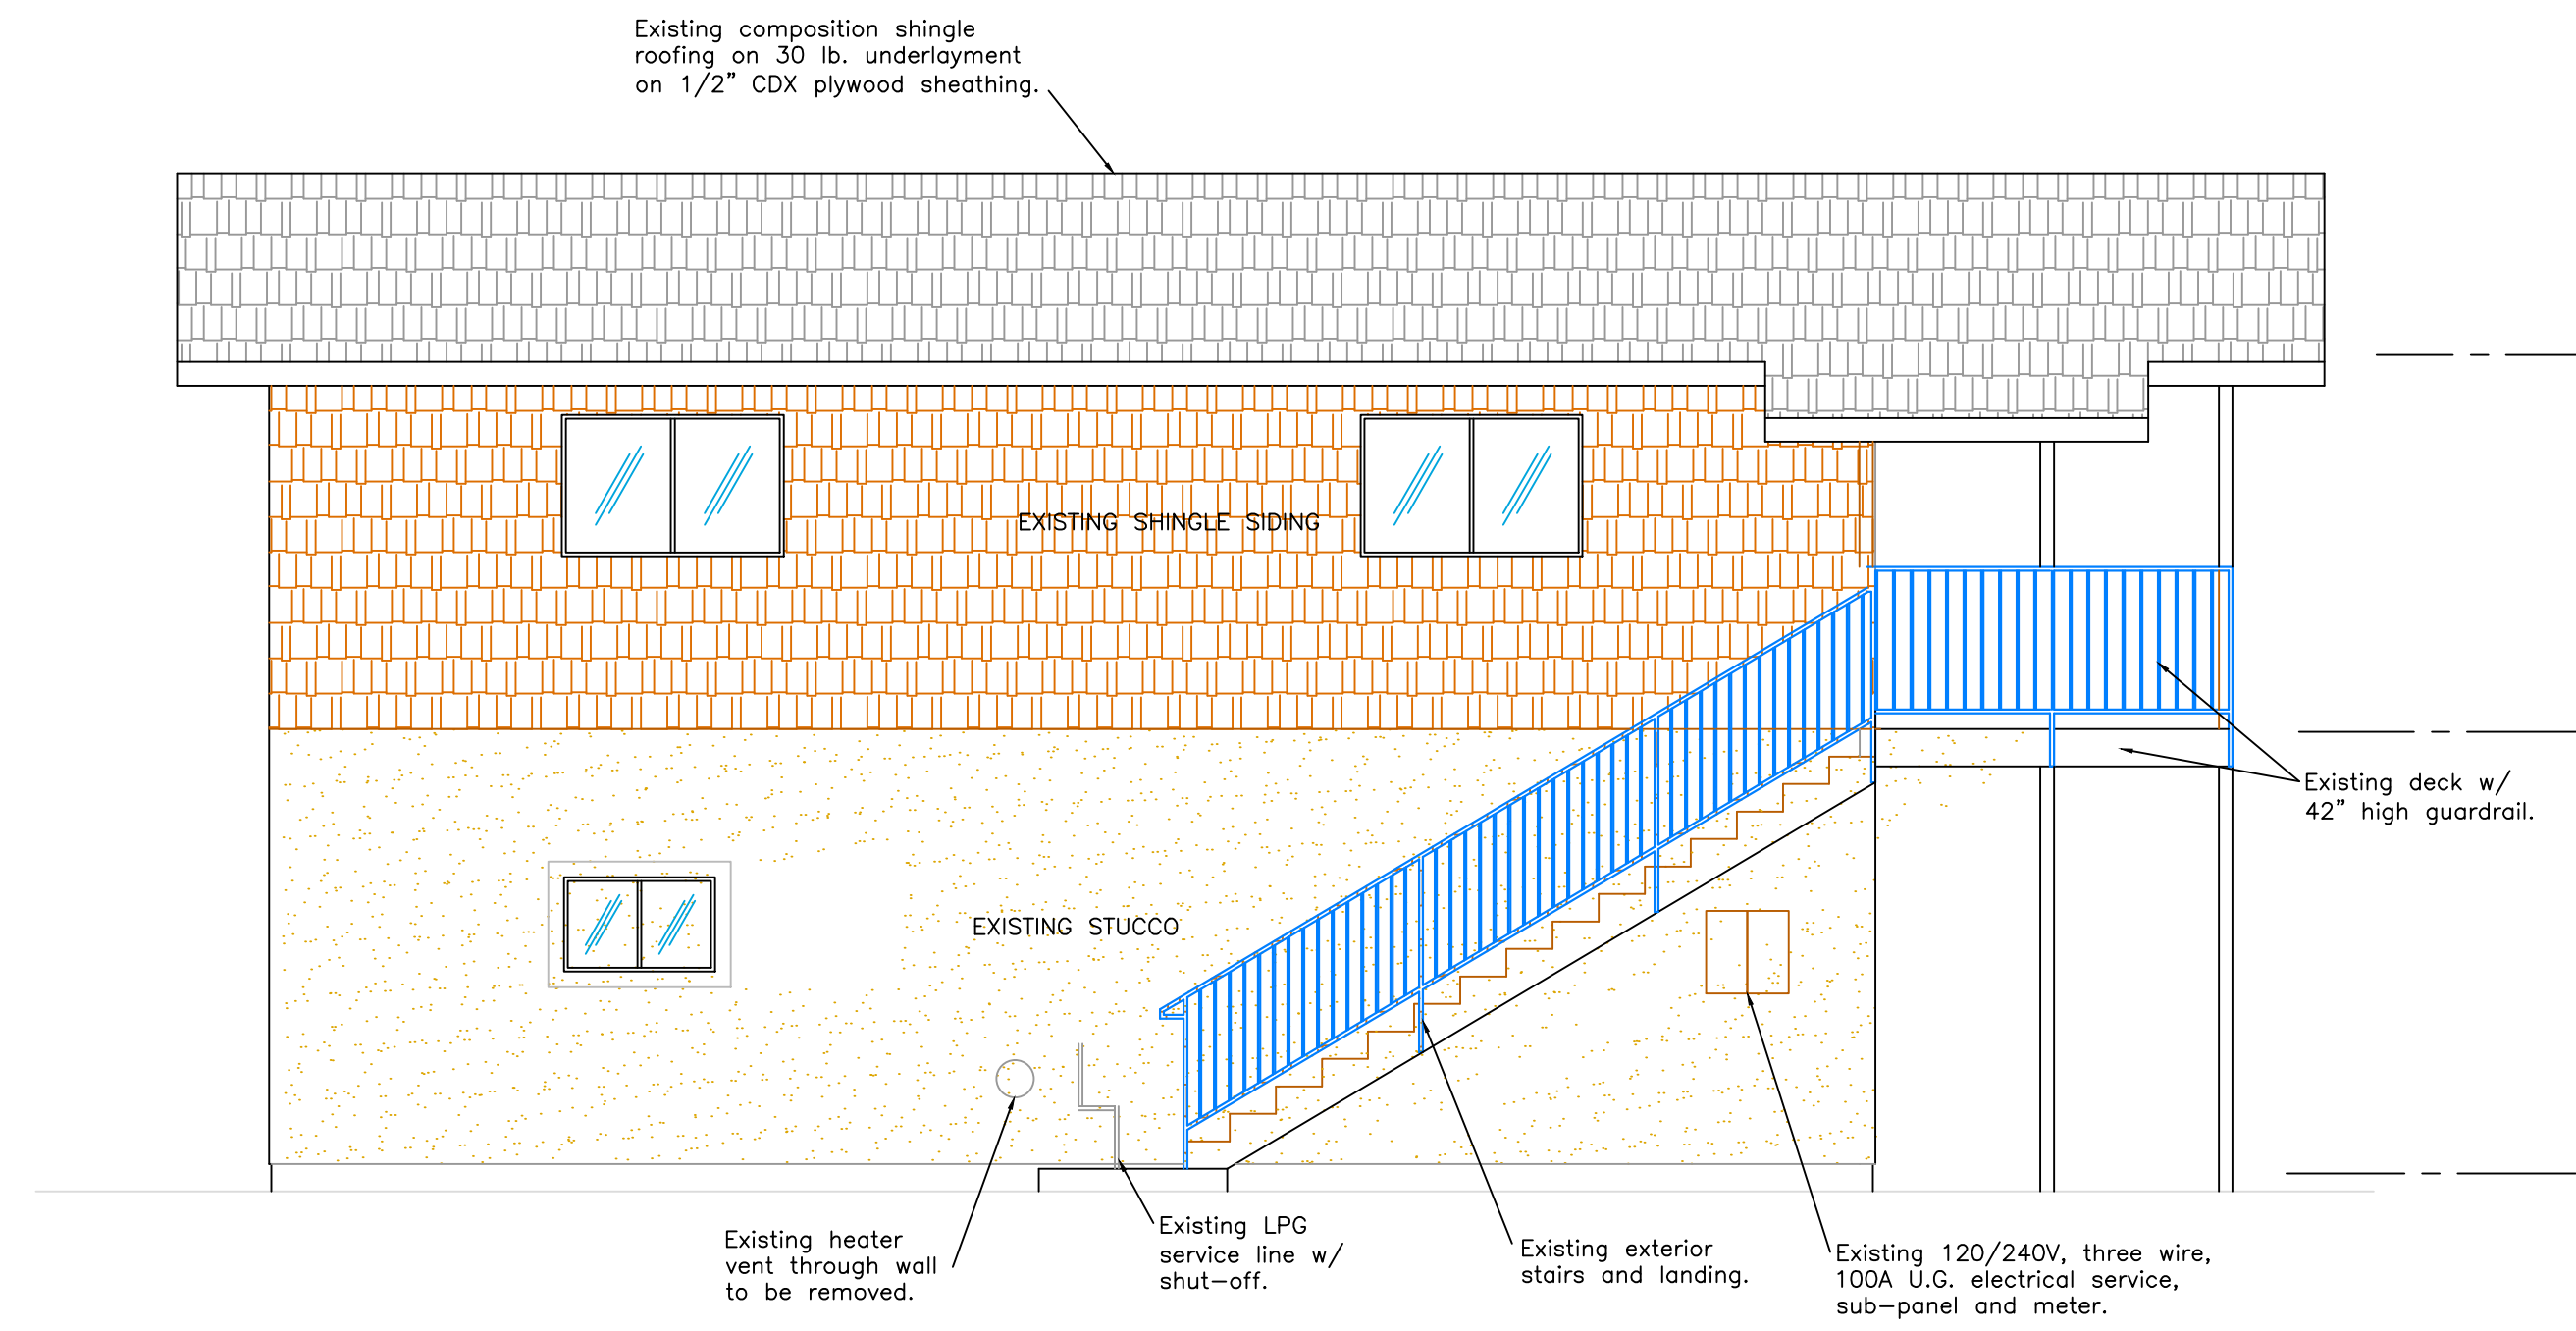 Existing composition shingle
roofing on 30 lb. underlayment
on 1/2" CDX plywood sheathing.
EXISTING SHINGLE SIDING
Existing deck w/
42" high guardrail.
EXISTING STUCCO
Existing heater
vent through wall
to be removed.
Existing LPG
service line w/
shut-off.
Existing exterior
stairs and landing.
Existing 120/240V, three wire,
100A U.G. electrical service,
sub-panel and meter.